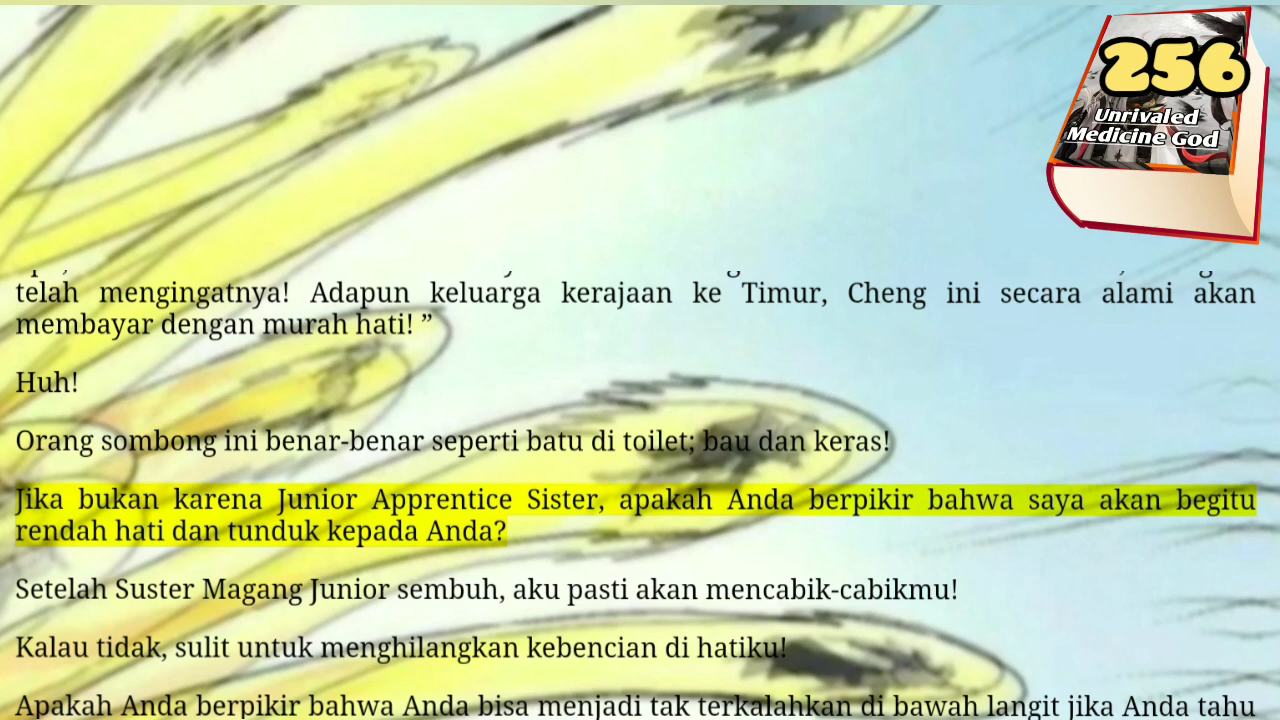 256
Unrivaled
Medicine God
telah mengingatnya! Adapun keluarga kerajaan ke Timur, Cheng ini secara alami akan
membayar dengan murah hati! ”
Huh!
Orang sombong ini benar-benar seperti batu di toilet; bau dan keras!
Jika bukan karena Junior Apprentice Sister, apakah Anda berpikir bahwa saya akan begitu
rendah hati dan tunduk kepada Anda?
Setelah Suster Magang Junior sembuh, aku pasti akan mencabik-cabikmu!
Kalau tidak, sulit untuk menghilangkan kebencian di hatiku!
Apakah Anda berpikir bahwa Anda bisa menjadi tak terkalahkan di bawah langit jika Anda tahu